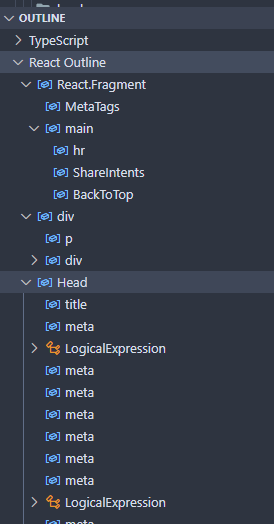 OUTLINE
TypeScript
React Outline
React.Fragment
MetaTags
main
hr
ShareIntents
BackToTop
div
p
div
Head
title
meta
LogicalExpression
meta
meta
meta
meta
meta
meta
LogicalExpression
meta